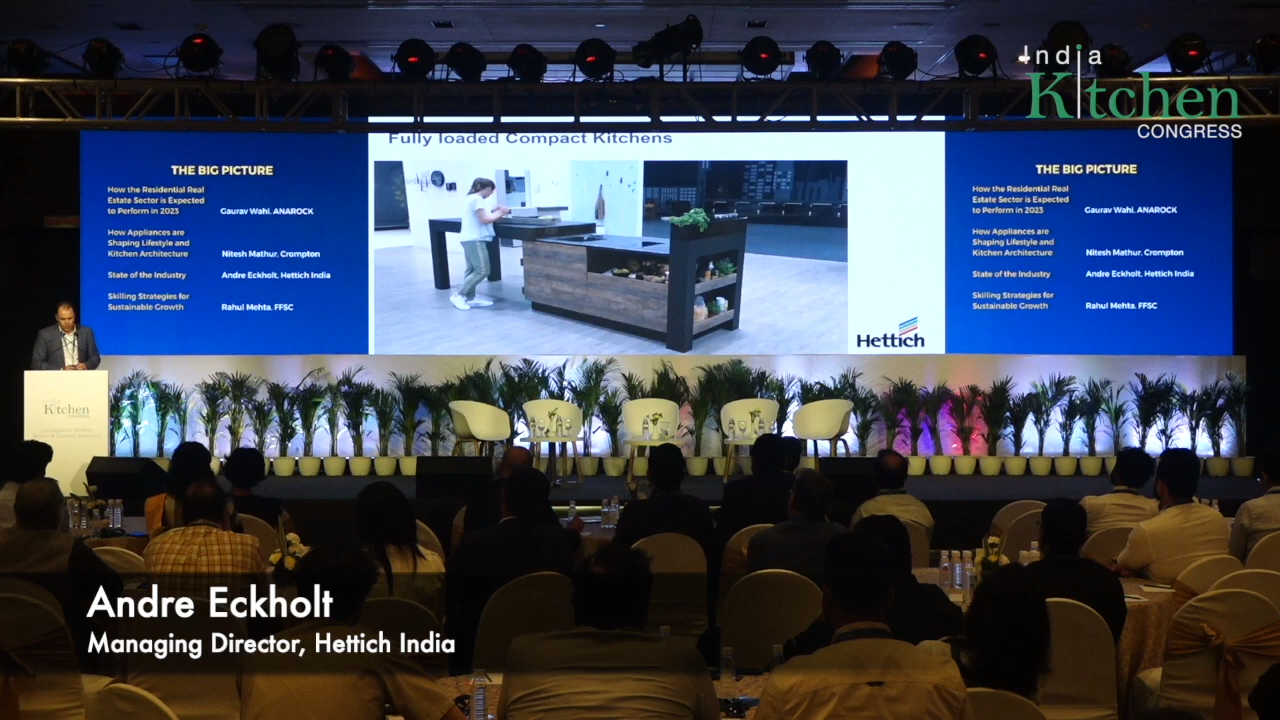 India
Kitchen
CONGRESS
Fully loaded Compact Kitchens
THE BIG PICTURE
How the Residential Real
Estate Sector is Expected
to Perform in 2023 Gaurav Wahi, ANAROCK
How Appliances are
Shaping Lifestyle and
Kitchen Architecture Nitesh Mathur, Crompton
State of the Industry Andre Eckholt, Hettich India
Skilling Strategies for
Sustainable Growth Rahul Mehta, FFSC
Hettich
THE BIG PICTURE
How the Residential Real
Estate Sector is Expected
to Perform in 2023 Gaurav Wahi, ANAROCK
How Appliances are
Shaping Lifestyle and
Kitchen Architecture Nitesh Mathur, Crompton
State of the Industry Andre Eckholt, Hettich India
Skilling Strategies for
Sustainable Growth Rahul Mehta, FFSC
Kitchen
Andre Eckholt
Managing Director, Hettich India